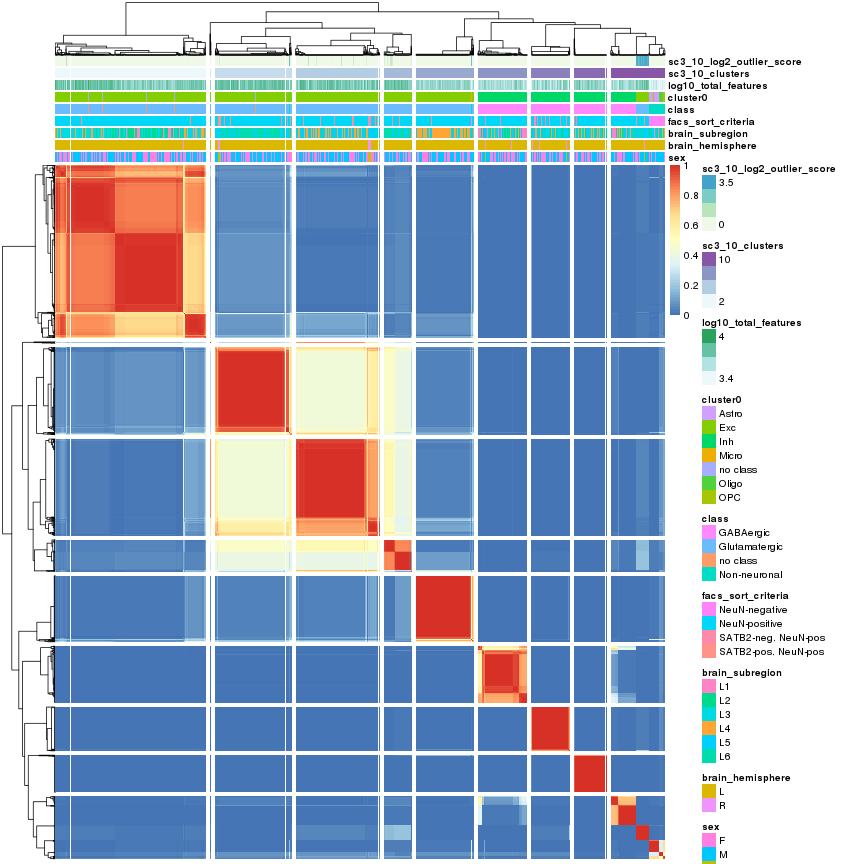 sc3_10_log2_outlier_score
sc3_10_clusters
log10_total_features
cluster0
class
facs_sort_criteria
brain_subregion
brain_hemisphere
sex
1
0.8
0.6
0.4
0.2
0
sc3_10_log2_outlier_score
3.5
0
sc3_10_clusters
10
2
log10_total_features
4
3.4
cluster0
Astro
Exc
Inh
Micro
no class
Oligo
OPC
class
GABAergic
Glutamatergic
no class
Non-neuronal
facs_sort_criteria
NeuN-negative
NeuN-positive
SATB2-neg. NeuN-pos
SATB2-pos. NeuN-pos
brain_subregion
L1
L2
L3
L4
L5
L6
brain_hemisphere
L
R
sex
F
M